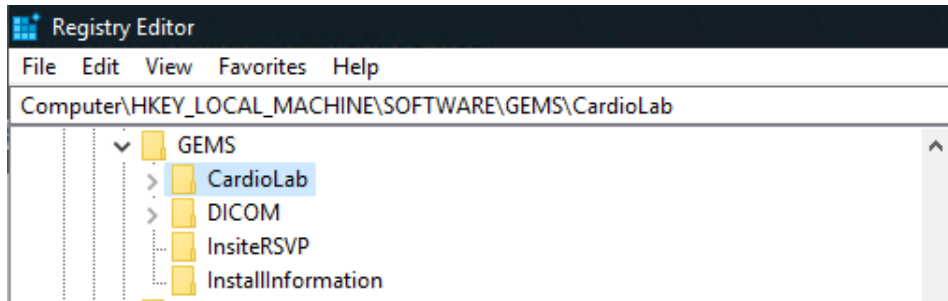 Registry Editor
File Edit View Favorites Help
Computer\HKEY_LOCAL_MACHINE\SOFTWARE\GEMS\CardioLab
GEMS
CardioLab
DICOM
InsiteRSVP
InstallInformation